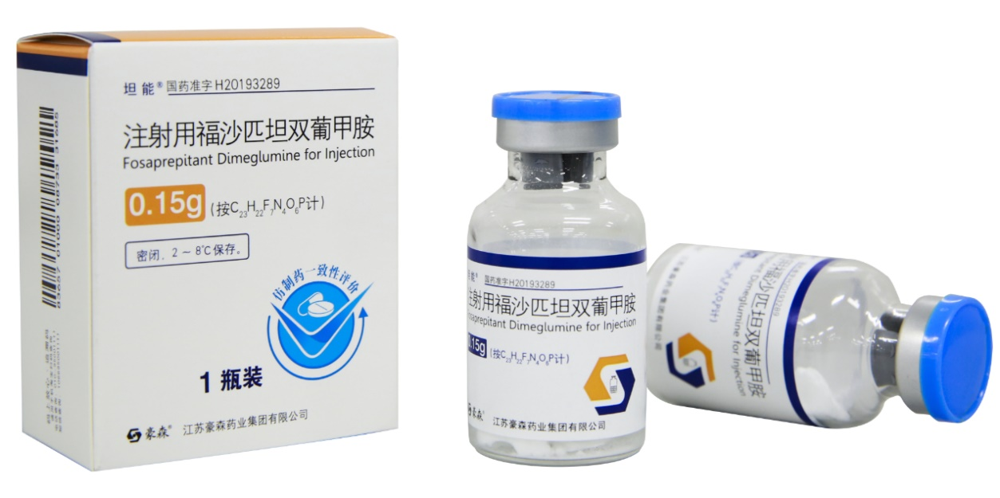 坦能® 国药准字H20193289
注射用福沙匹坦双葡甲胺
Fosaprepitant Dimeglumine for Injection
0.15g (按C23H22F7N4O6P计)
密闭，2～8℃保存。
仿制药一致性评价
1瓶装
豪森® 江苏豪森药业集团有限公司
坦能® 国药准字H20193289
注射用福沙匹坦双葡甲胺
saprepitant Dimeglumine for Injection
.15g (按C23H22F7N4O6P计)
豪森® 江苏豪森药业集团有限公司
沙匹坦双葡甲胺
Dimeglumine for Injection